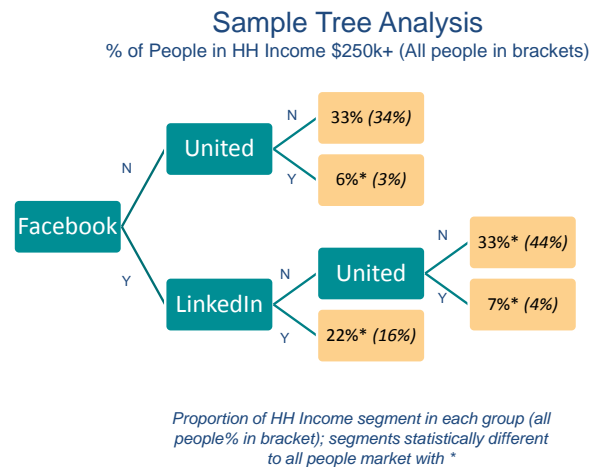 Sample Tree Analysis
% of People in HH Income $250k+ (All people in brackets)
N
33% (34%)
United
N
Y
6%* (3%)
Facebook
N
33%* (44%)
Y
N
United
LinkedIn
Y
7%* (4%)
Y
22%* (16%)
Proportion of HH Income segment in each group (all
people% in bracket); segments statistically different
to all people market with *